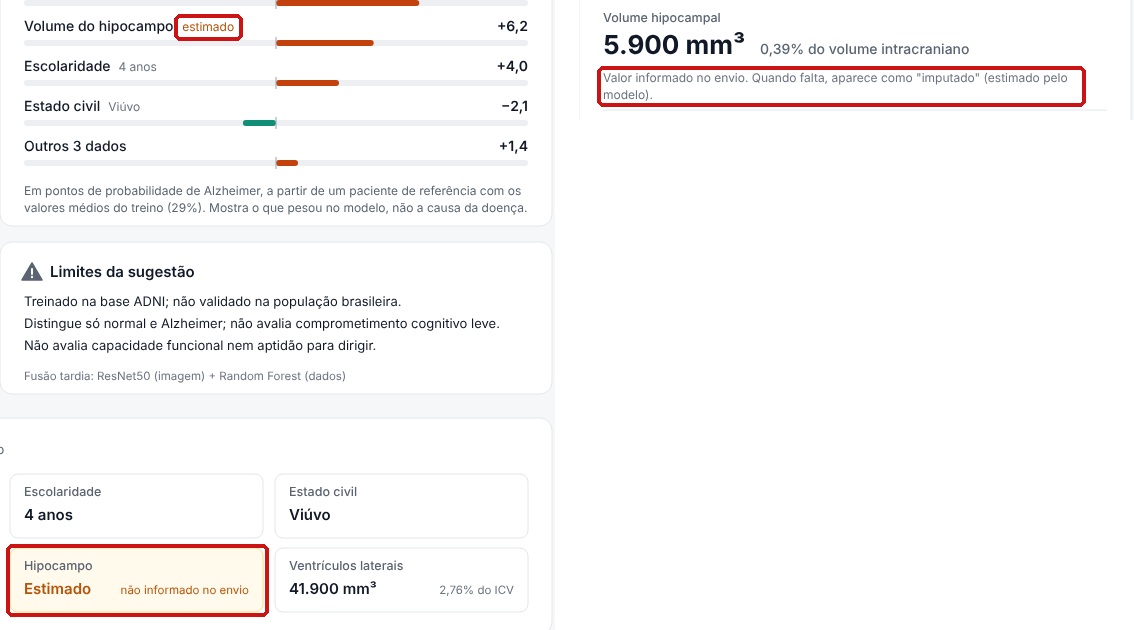 Volume do hipocampo estimado +6,2
Escolaridade 4 anos +4,0
Estado civil Viúvo −2,1
Outros 3 dados +1,4
Em pontos de probabilidade de Alzheimer, a partir de um paciente de referência com os
valores médios do treino (29%). Mostra o que pesou no modelo, não a causa da doença.
Limites da sugestão
Treinado na base ADNI; não validado na população brasileira.
Distingue só normal e Alzheimer; não avalia comprometimento cognitivo leve.
Não avalia capacidade funcional nem aptidão para dirigir.
Fusão tardia: ResNet50 (imagem) + Random Forest (dados)
o
Escolaridade
4 anos
Estado civil
Viúvo
Hipocampo
Estimado não informado no envio
Ventrículos laterais
41.900 mm³ 2,76% do ICV
Volume hipocampal
5.900 mm³ 0,39% do volume intracraniano
Valor informado no envio. Quando falta, aparece como "imputado" (estimado pelo
modelo).